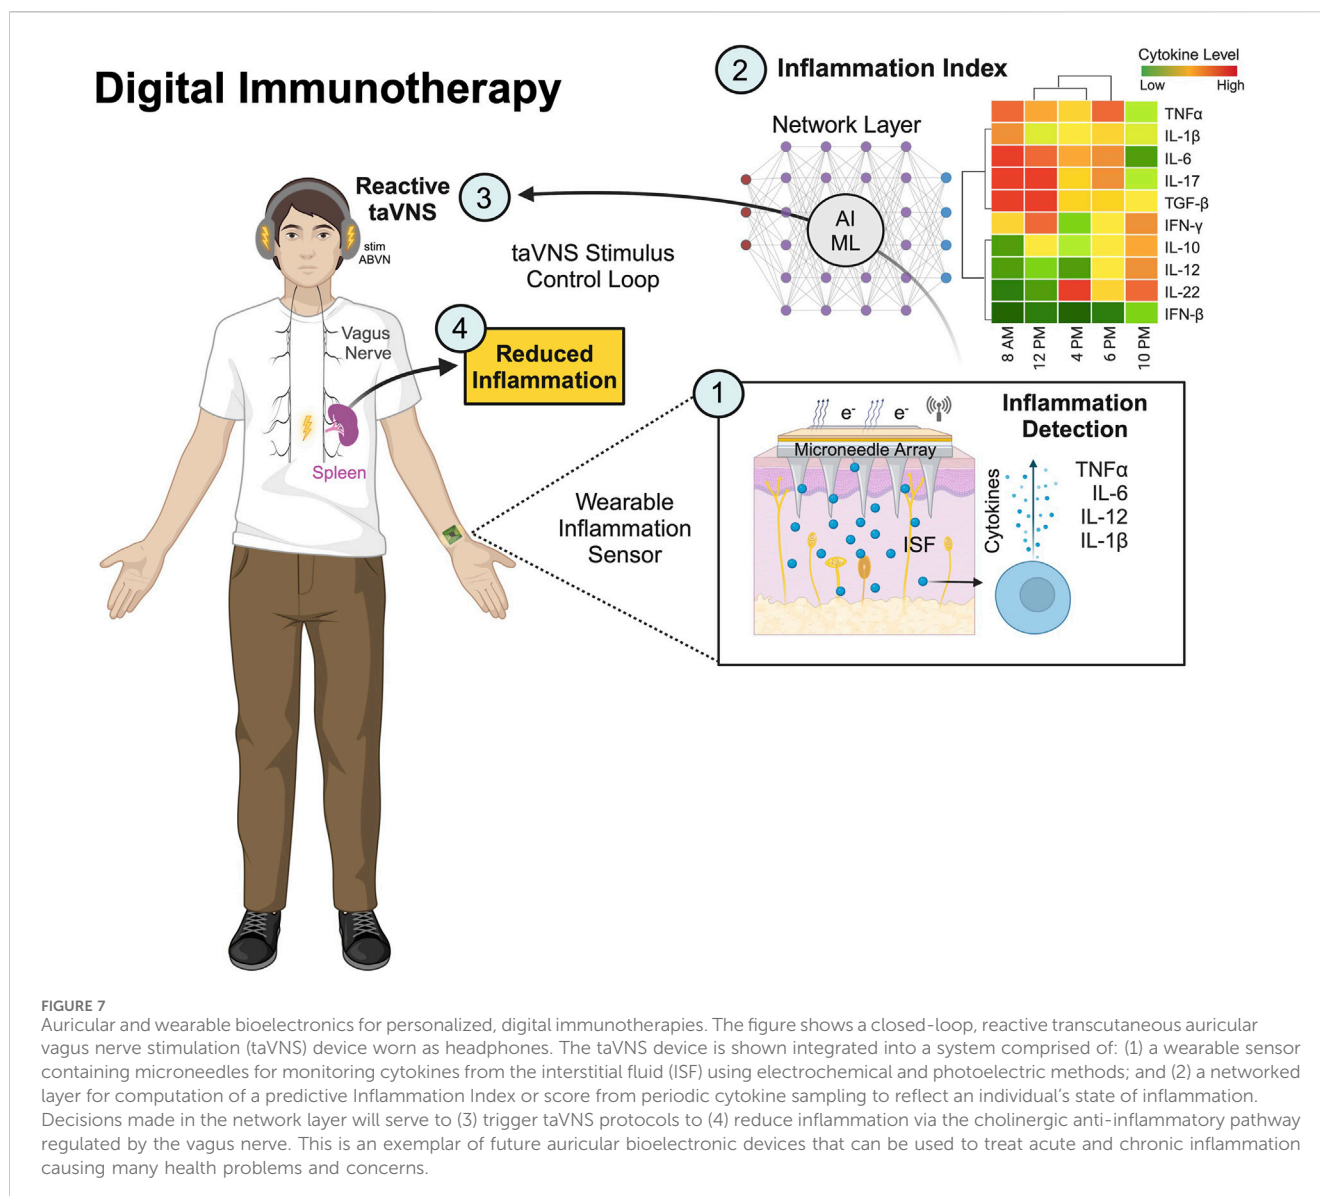 Digital Immunotherapy
2
Inflammation Index
Cytokine Level
Low High
Network Layer
AI
ML
TNFα
IL-1β
IL-6
IL-17
TGF-β
IFN-γ
IL-10
IL-12
IL-22
IFN-β
8 AM
12 PM
4 PM
6 PM
10 PM
Reactive
taVNS
3
stim
ABVN
taVNS Stimulus
Control Loop
4
Reduced
Inflammation
Vagus
Nerve
Spleen
Wearable
Inflammation
Sensor
1
e-
e-
Microneedle Array
ISF
Inflammation
Detection
Cytokines
TNFα
IL-6
IL-12
IL-1β
FIGURE 7
Auricular and wearable bioelectronics for personalized, digital immunotherapies. The figure shows a closed-loop, reactive transcutaneous auricular
vagus nerve stimulation (taVNS) device worn as headphones. The taVNS device is shown integrated into a system comprised of: (1) a wearable sensor
containing microneedles for monitoring cytokines from the interstitial fluid (ISF) using electrochemical and photoelectric methods; and (2) a networked
layer for computation of a predictive Inflammation Index or score from periodic cytokine sampling to reflect an individual's state of inflammation.
Decisions made in the network layer will serve to (3) trigger taVNS protocols to (4) reduce inflammation via the cholinergic anti-inflammatory pathway
regulated by the vagus nerve. This is an exemplar of future auricular bioelectronic devices that can be used to treat acute and chronic inflammation
causing many health problems and concerns.